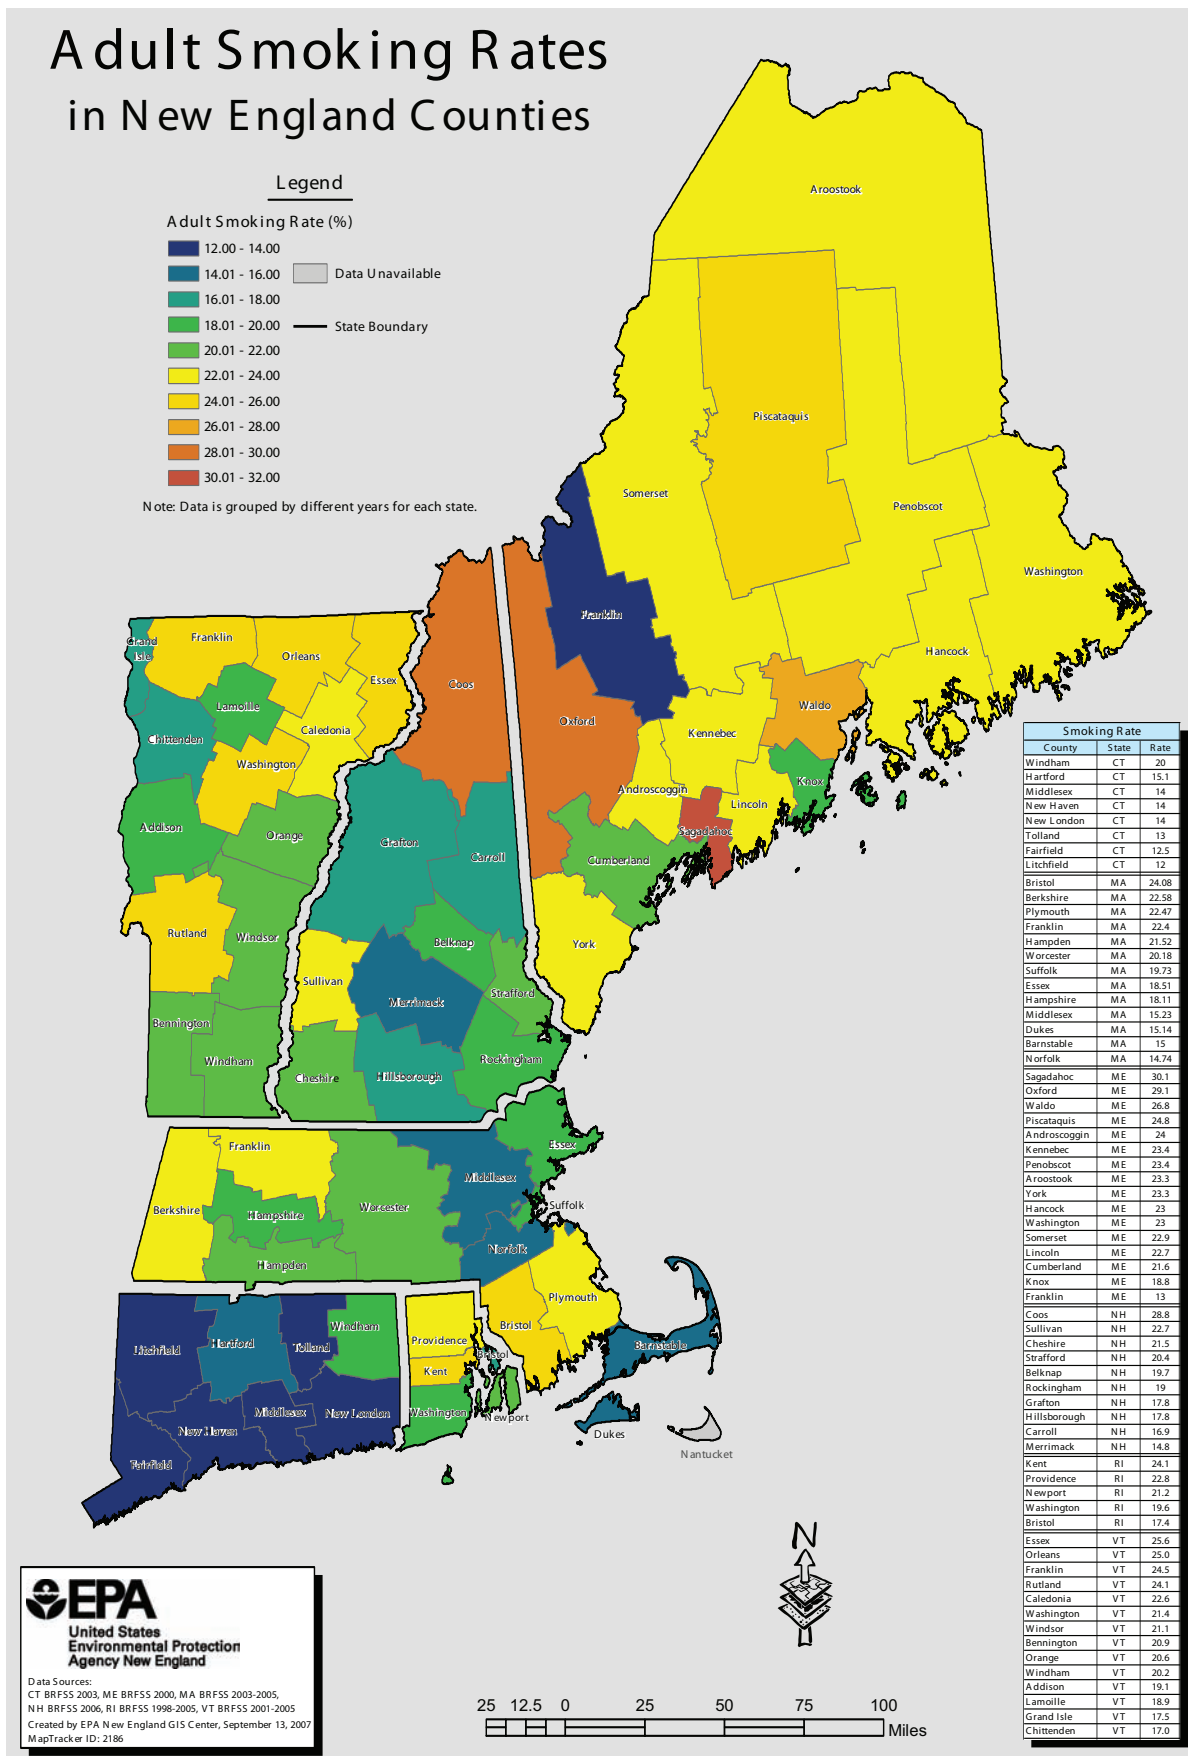 Adult Smoking Rates
in New England Counties
Legend
Adult Smoking Rate (%)
12.00 - 14.00
14.01 - 16.00
16.01 - 18.00
18.01 - 20.00
20.01 - 22.00
22.01 - 24.00
24.01 - 26.00
26.01 - 28.00
28.01 - 30.00
30.01 - 32.00
Data Unavailable
State Boundary
Note: Data is grouped by different years for each state.
Aroostook
Piscataquis
Somerset
Penobscot
Washington
Franklin
Hancock
Waldo
Oxford
Kennebec
Knox
Androscoggin
Lincoln
Sagadahoc
Cumberland
York
Grand
Isle
Franklin
Orleans
Essex
Lamoille
Caledonia
Chittenden
Washington
Addison
Orange
Rutland
Windsor
Bennington
Windham
Coos
Grafton
Carroll
Belknap
Sullivan
Merrimack
Strafford
Rockingham
Cheshire
Hillsborough
Franklin
Essex
Middlesex
Berkshire
Hampshire
Worcester
Suffolk
Norfolk
Hampden
Plymouth
Bristol
Barnstable
Dukes
Nantucket
Litchfield
Hartford
Tolland
Windham
Middlesex
New London
New Haven
Fairfield
Providence
Kent
Bristol
Washington
Newport
Smoking Rate
County State Rate
Windham CT 20
Hartford CT 15.1
Middlesex CT 14
New Haven CT 14
New London CT 14
Tolland CT 13
Fairfield CT 12.5
Litchfield CT 12
Bristol MA 24.08
Berkshire MA 22.58
Plymouth MA 22.47
Franklin MA 22.4
Hampden MA 21.52
Worcester MA 20.18
Suffolk MA 19.73
Essex MA 18.51
Hampshire MA 18.11
Middlesex MA 15.23
Dukes MA 15.14
Barnstable MA 15
Norfolk MA 14.74
Sagadahoc ME 30.1
Oxford ME 29.1
Waldo ME 26.8
Piscataquis ME 24.8
Androscoggin ME 24
Kennebec ME 23.4
Penobscot ME 23.4
Aroostook ME 23.3
York ME 23.3
Hancock ME 23
Washington ME 23
Somerset ME 22.9
Lincoln ME 22.7
Cumberland ME 21.6
Knox ME 18.8
Franklin ME 13
Coos NH 28.8
Sullivan NH 22.7
Cheshire NH 21.5
Strafford NH 20.4
Belknap NH 19.7
Rockingham NH 19
Grafton NH 17.8
Hillsborough NH 17.8
Carroll NH 16.9
Merrimack NH 14.8
Kent RI 24.1
Providence RI 22.8
Newport RI 21.2
Washington RI 19.6
Bristol RI 17.4
Essex VT 25.6
Orleans VT 25.0
Franklin VT 24.5
Rutland VT 24.1
Caledonia VT 22.6
Washington VT 21.4
Windsor VT 21.1
Bennington VT 20.9
Orange VT 20.6
Windham VT 20.2
Addison VT 19.1
Lamoille VT 18.9
Grand Isle VT 17.5
Chittenden VT 17.0
N
EPA
United States
Environmental Protection
Agency New England
Data Sources:
CT BRFSS 2003, ME BRFSS 2000, MA BRFSS 2003-2005,
NH BRFSS 2006, RI BRFSS 1998-2005, VT BRFSS 2001-2005
Created by EPA New England GIS Center, September 13, 2007
MapTracker ID: 2186
25 12.5 0 25 50 75 100
Miles